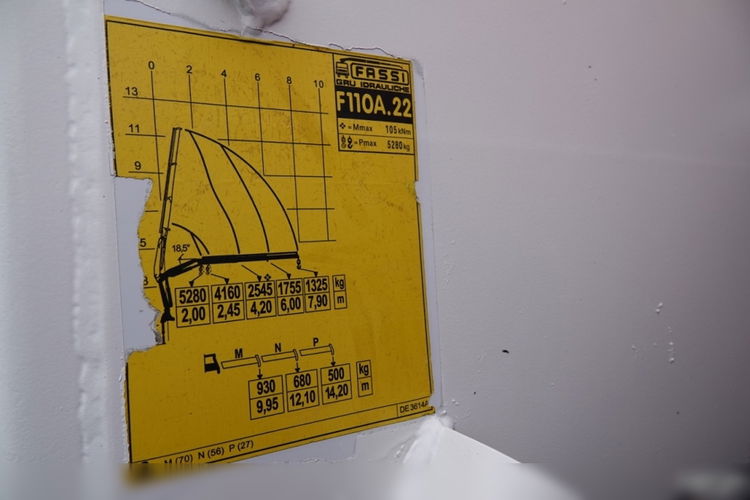 FASSI
GRU IDRAULICHE
F110A.22
= Mmax 105 kNm
= Pmax 5280 kg
0 2 4 6 8 10
13
11
9
5
18,5°
5280 4160 2545 1755 1325 kg
2,00 2,45 4,20 6,00 7,90 m
M N P
930 680 500 kg
9,95 12,10 14,20 m
DE 3614A
M (70) N (56) P (27)